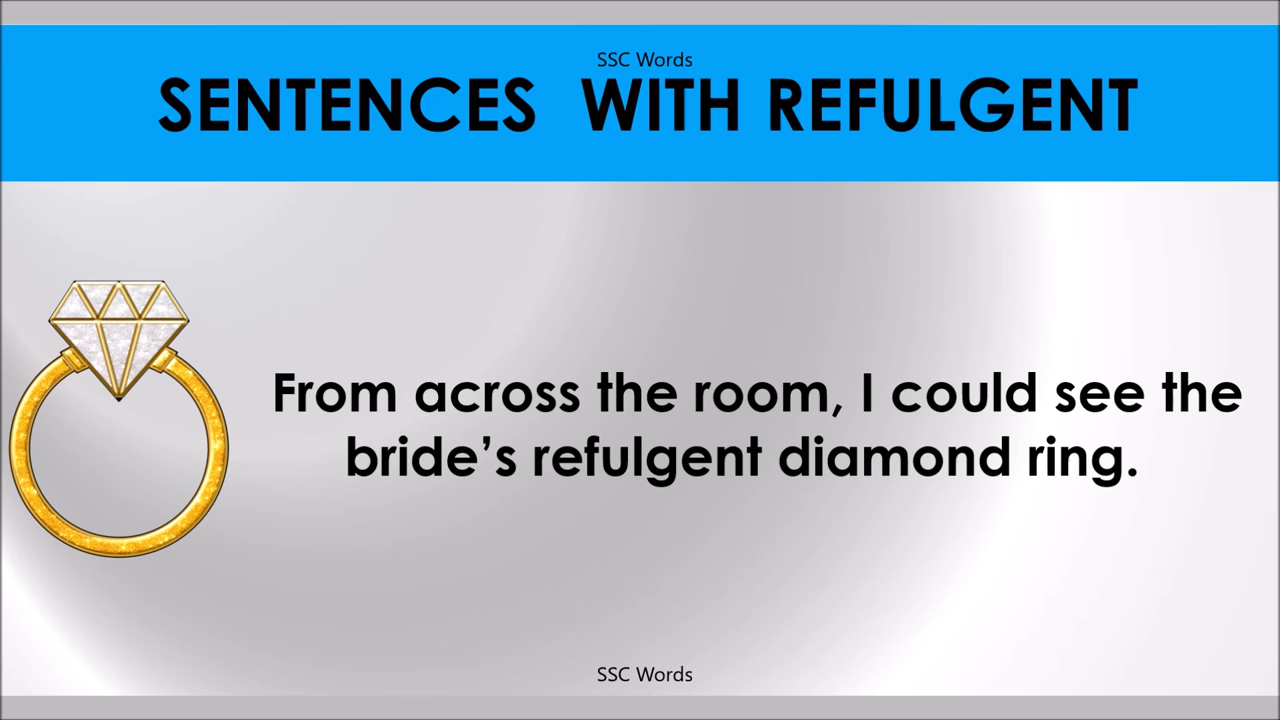 SSC Words
SENTENCES WITH REFULGENT
From across the room, I could see the
bride’s refulgent diamond ring.
SSC Words